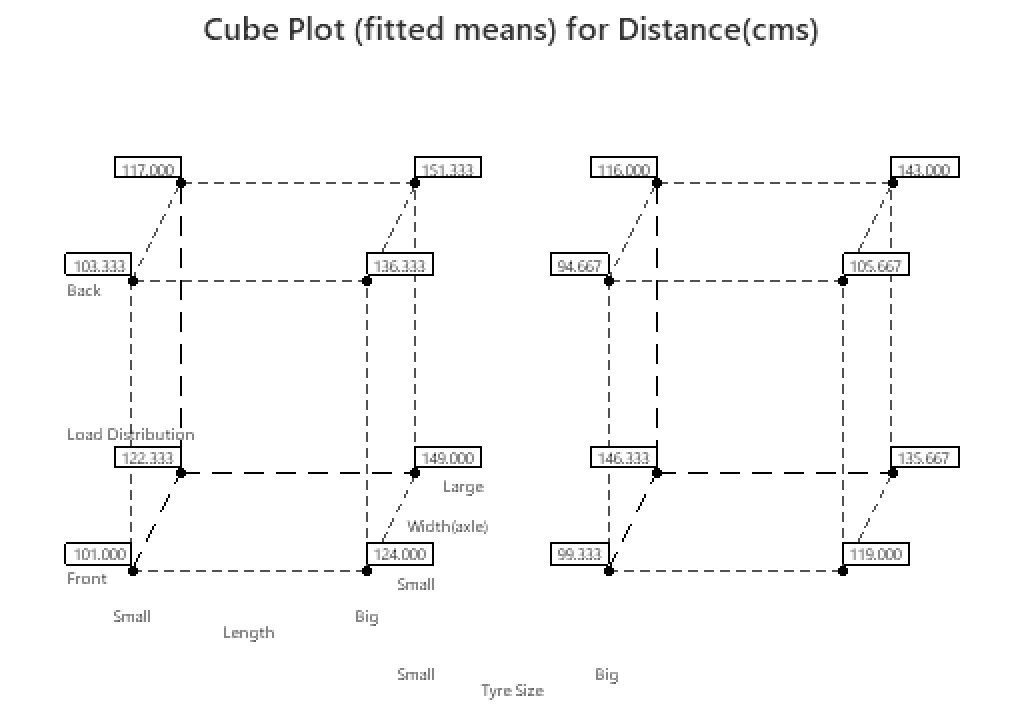 Cube Plot (fitted means) for Distance(cms)
117.000 151.333 116.000 143.000
103.333 136.333 94.667 105.667
Back
Load Distribution
122.333 149.000 146.333 135.667
Large
Width(axle)
101.000 124.000 99.333 119.000
Front Small
Small Big
Length
Small Big
Tyre Size